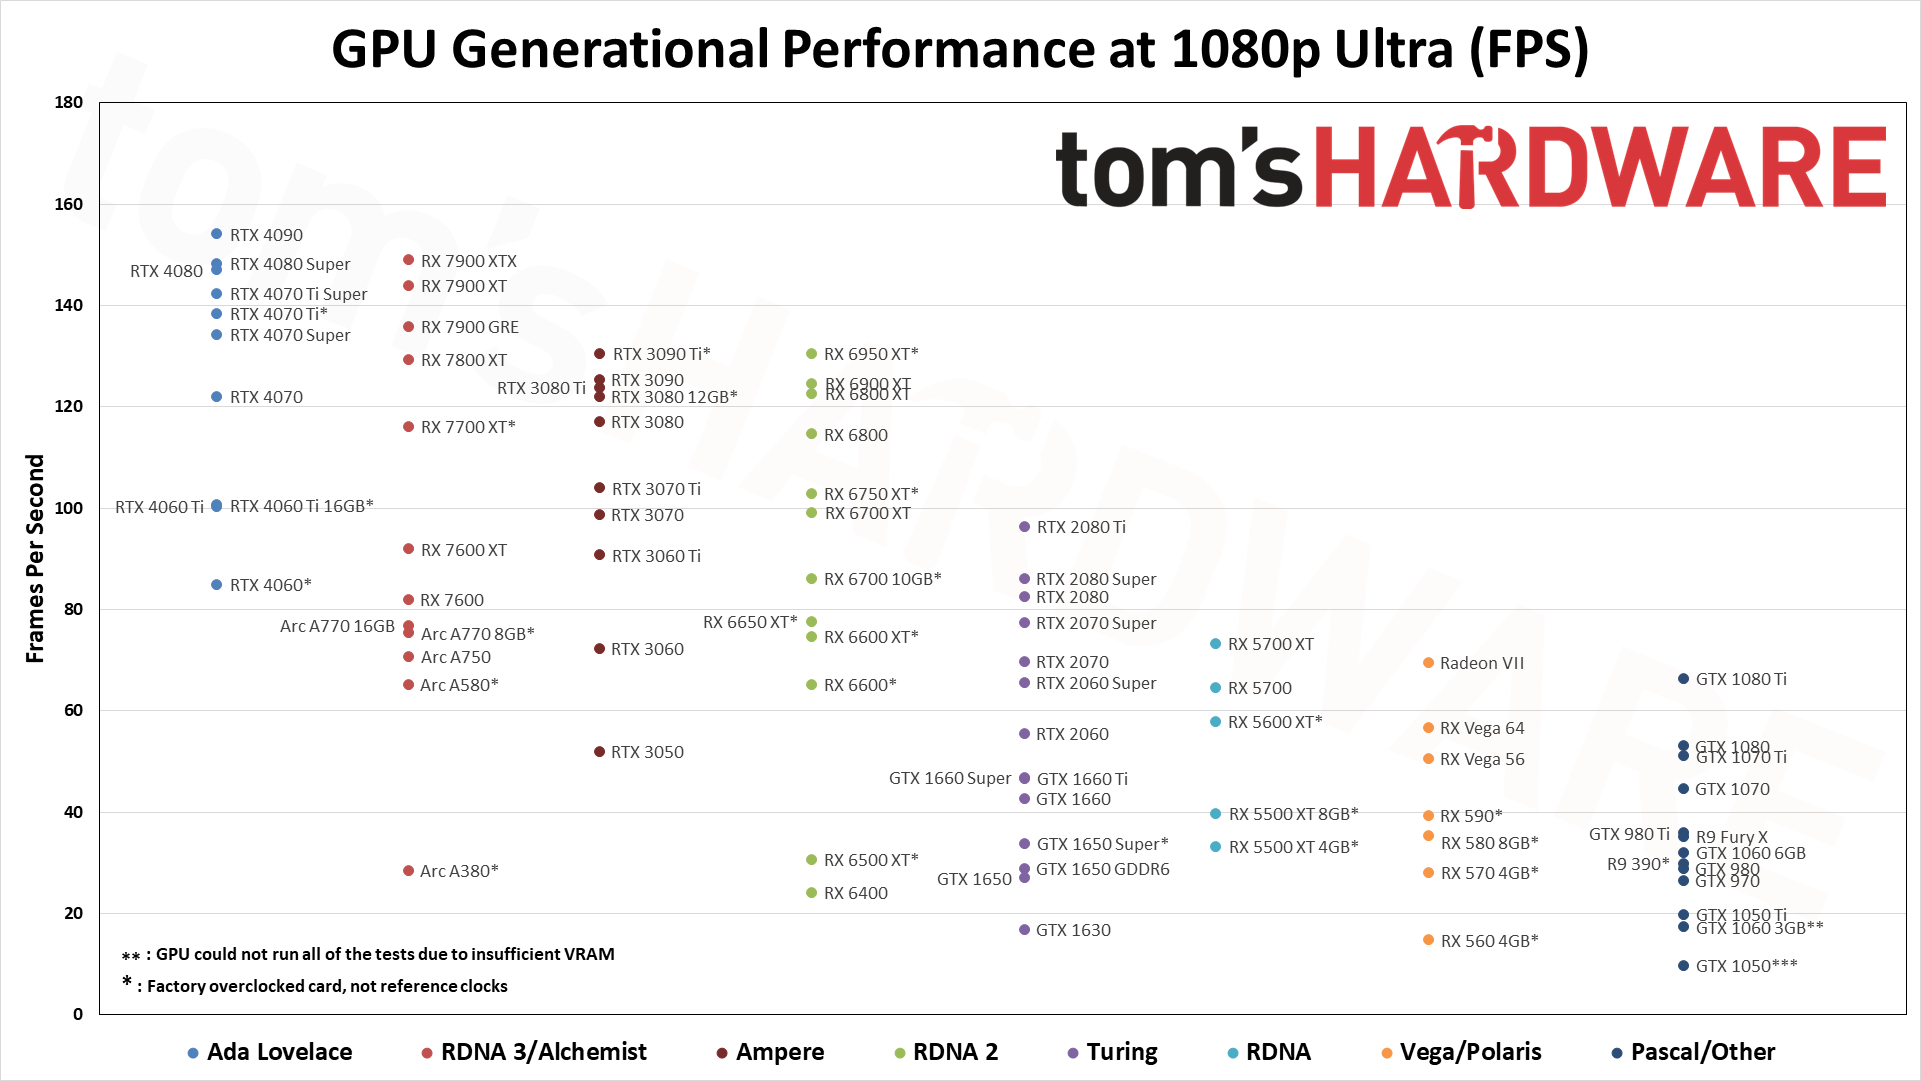 GPU Generational Performance at 1080p Ultra (FPS)
tom'sHARDWARE
tom'sHARDWARE
Frames Per Second
180
160
140
120
100
80
60
40
20
0
RTX 4090
RTX 4080 Super
RTX 4080
RTX 4070 Ti Super
RTX 4070 Ti*
RTX 4070 Super
RTX 4070
RTX 4060 Ti
RTX 4060 Ti 16GB*
RTX 4060*
RX 7900 XTX
RX 7900 XT
RX 7900 GRE
RX 7800 XT
RX 7700 XT*
RX 7600 XT
RX 7600
Arc A770 16GB
Arc A770 8GB*
Arc A750
Arc A580*
Arc A380*
RTX 3090 Ti*
RTX 3090
RTX 3080 Ti
RTX 3080 12GB*
RTX 3080
RTX 3070 Ti
RTX 3070
RTX 3060 Ti
RTX 3060
RTX 3050
RX 6950 XT*
RX 6900 XT
RX 6800 XT
RX 6800
RX 6750 XT*
RX 6700 XT
RX 6700 10GB*
RX 6650 XT*
RX 6600 XT*
RX 6600*
RX 6500 XT*
RX 6400
RTX 2080 Ti
RTX 2080 Super
RTX 2080
RTX 2070 Super
RTX 2070
RTX 2060 Super
RTX 2060
GTX 1660 Super
GTX 1660 Ti
GTX 1660
GTX 1650 Super*
GTX 1650 GDDR6
GTX 1650
GTX 1630
RX 5700 XT
RX 5700
RX 5600 XT*
RX 5500 XT 8GB*
RX 5500 XT 4GB*
Radeon VII
RX Vega 64
RX Vega 56
RX 590*
RX 580 8GB*
RX 570 4GB*
RX 560 4GB*
GTX 1080 Ti
GTX 1080
GTX 1070 Ti
GTX 1070
GTX 980 Ti
R9 Fury X
GTX 1060 6GB
R9 390*
GTX 980
GTX 970
GTX 1050 Ti
GTX 1060 3GB**
GTX 1050***
** : GPU could not run all of the tests due to insufficient VRAM
* : Factory overclocked card, not reference clocks
Ada Lovelace
RDNA 3/Alchemist
Ampere
RDNA 2
Turing
RDNA
Vega/Polaris
Pascal/Other